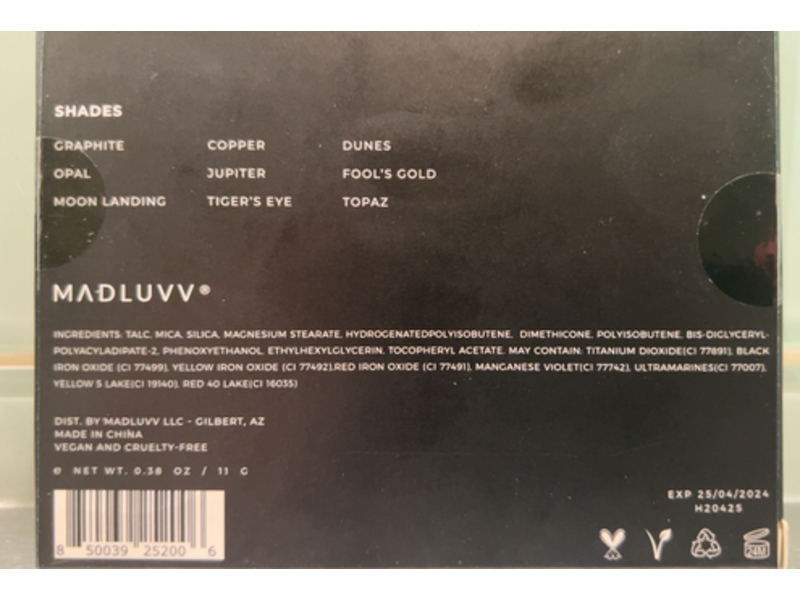 SHADES
GRAPHITE COPPER DUNES
OPAL JUPITER FOOL'S GOLD
MOON LANDING TIGER'S EYE TOPAZ
MADLUVV®
INGREDIENTS: TALC, MICA, SILICA, MAGNESIUM STEARATE, HYDROGENATEDPOLYISOBUTENE, DIMETHICONE, POLYISOBUTENE, BIS-DIGLYCERYL-
POLYACYLADIPATE-2, PHENOXYETHANOL, ETHYLHEXYLGLYCERIN, TOCOPHERYL ACETATE. MAY CONTAIN: TITANIUM DIOXIDE(CI 77891), BLACK
IRON OXIDE (CI 77499), YELLOW IRON OXIDE (CI 77492),RED IRON OXIDE (CI 77491), MANGANESE VIOLET(CI 77742), ULTRAMARINES(CI 77007),
YELLOW 5 LAKE(CI 19140), RED 40 LAKE(CI 16035)
DIST. BY MADLUVV LLC - GILBERT, AZ
MADE IN CHINA
VEGAN AND CRUELTY-FREE
℮ NET WT. 0.38 OZ / 11 G
EXP 25/04/2024
H20425
8 50039 25200 6
24M